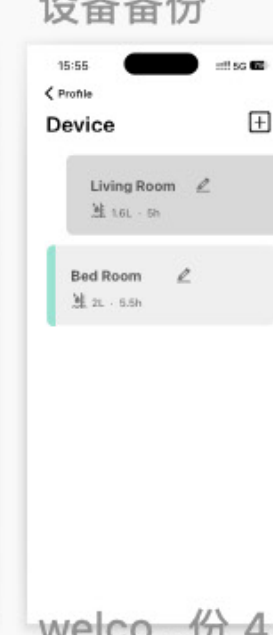 设备备份
15:55
5G
Profile
Device
Living Room
1.6L · 5h
Bed Room
2L · 5.5h
welco... 份 4